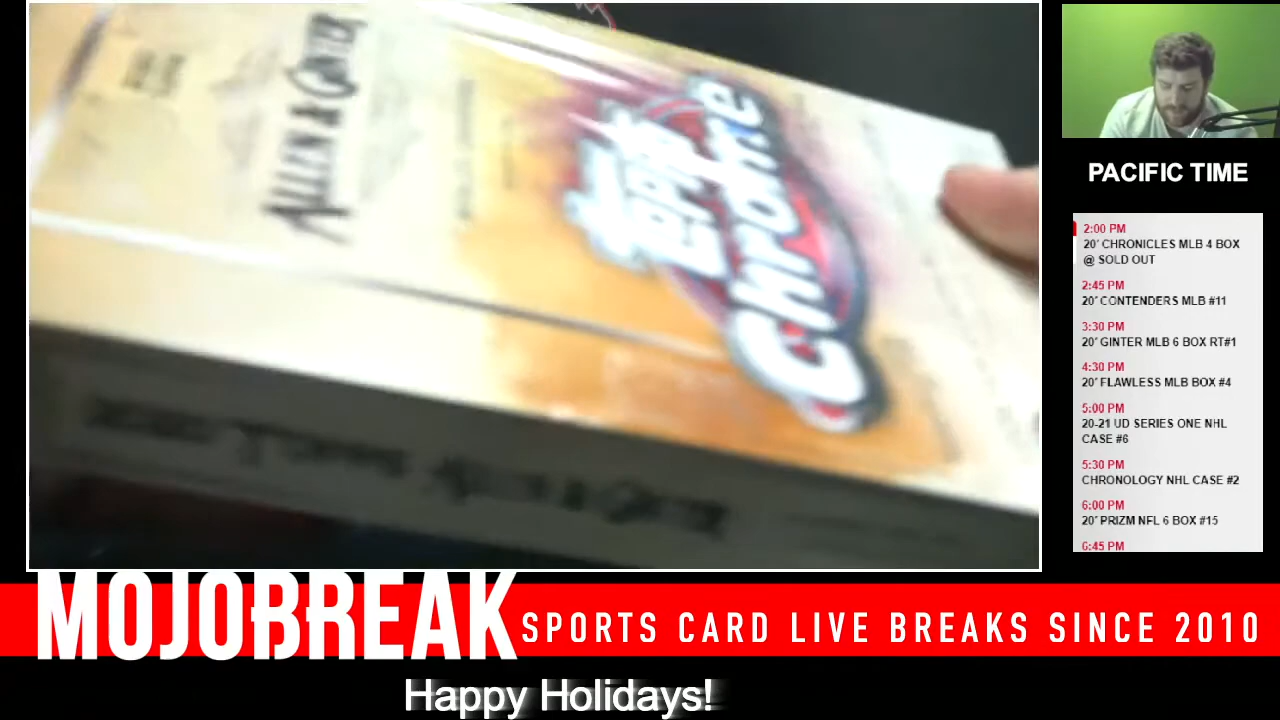 ALLEN & GINTER
Topps
Chrome
PACIFIC TIME
2:00 PM
20' CHRONICLES MLB 4 BOX
@ SOLD OUT
2:45 PM
20' CONTENDERS MLB #11
3:30 PM
20' GINTER MLB 6 BOX RT#1
4:30 PM
20' FLAWLESS MLB BOX #4
5:00 PM
20-21 UD SERIES ONE NHL
CASE #6
5:30 PM
CHRONOLOGY NHL CASE #2
6:00 PM
20' PRIZM NFL 6 BOX #15
6:45 PM
MOJOBREAK
SPORTS CARD LIVE BREAKS SINCE 2010
Happy Holidays!